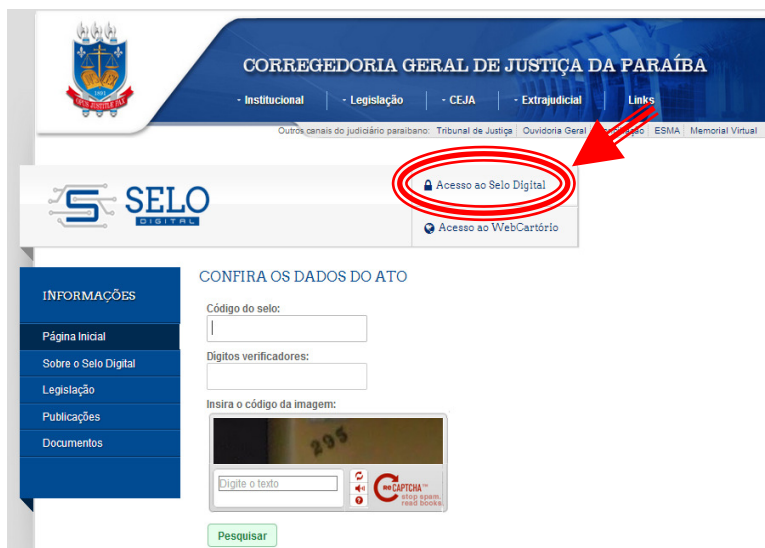 CORREGEDORIA GERAL DE JUSTIÇA DA PARAÍBA
- Institucional - Legislação - CEJA - Extrajudicial Links
Outros canais do judiciário paraibano: Tribunal de Justiça Ouvidoria Geral ESMA Memorial Virtual
SELO
DIGITAL
Acesso ao Selo Digital
Acesso ao WebCartório
INFORMAÇÕES
Página Inicial
Sobre o Selo Digital
Legislação
Publicações
Documentos
CONFIRA OS DADOS DO ATO
Código do selo:
Digitos verificadores:
Insira o código da imagem:
295
Digite o texto
reCAPTCHA™
stop spam.
read books.
Pesquisar